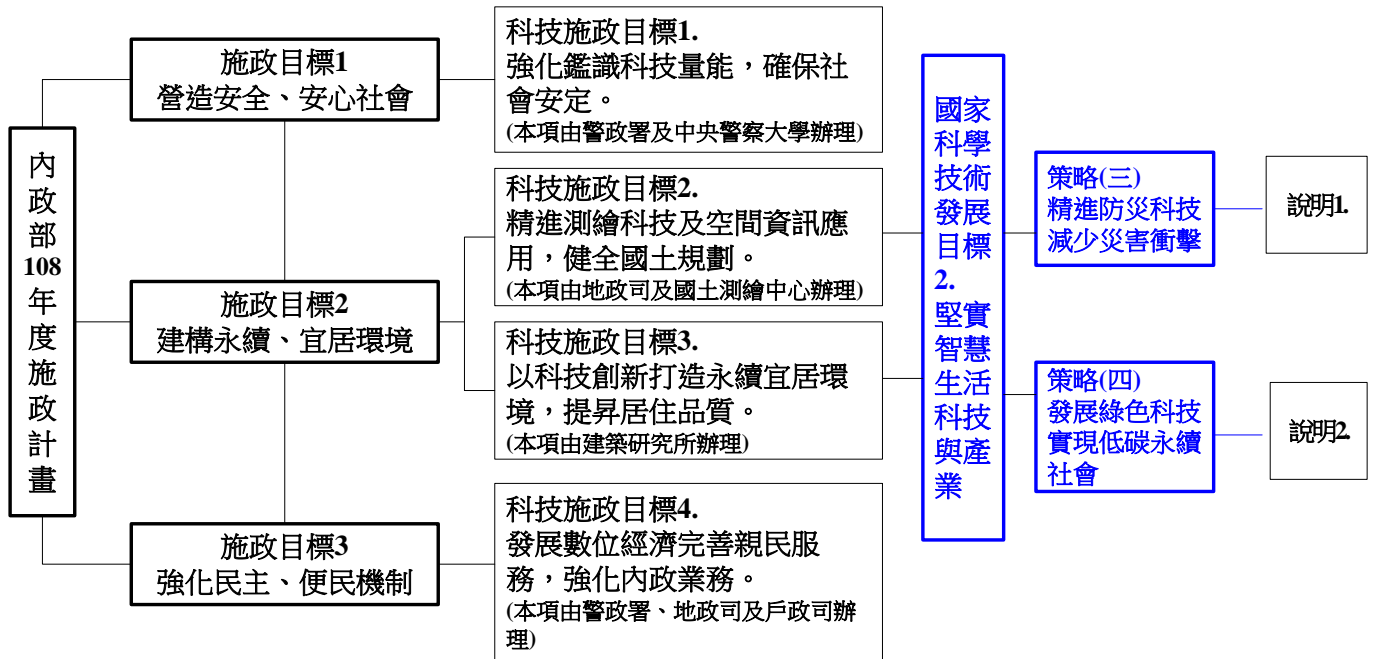 內
政
部
108
年
度
施
政
計
畫
施政目標1
營造安全、安心社會
施政目標2
建構永續、宜居環境
施政目標3
強化民主、便民機制
科技施政目標1.
強化鑑識科技量能，確保社
會安定。
(本項由警政署及中央警察大學辦理)
科技施政目標2.
精進測繪科技及空間資訊應
用，健全國土規劃。
(本項由地政司及國土測繪中心辦理)
科技施政目標3.
以科技創新打造永續宜居環
境，提昇居住品質。
(本項由建築研究所辦理)
科技施政目標4.
發展數位經濟完善親民服
務，強化內政業務。
(本項由警政署、地政司及戶政司辦
理)
國家
科學
技術
發展
目標
2.
堅實
智慧
生活
科技
與產
業
策略(三)
精進防災科技
減少災害衝擊
策略(四)
發展綠色科技
實現低碳永續
社會
說明1.
說明2.